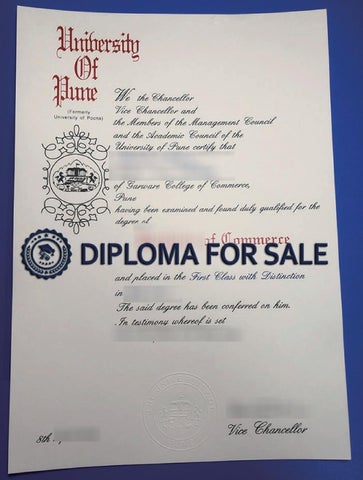 University
Of
Pune
(Formerly
University of Poona)
We the Chancellor
Vice Chancellor and
the Members of the Management Council
and the Academic Council of the
University of Pune certify that
of Garware College of Commerce,
Pune
having been examined and found duly qualified for the
degree of
of Commerce
DIPLOMA FOR SALE
and placed in the First Class with Distinction
in
The said degree has been conferred on him.
In testimony whereof is set
8th.,
Vice Chancellor